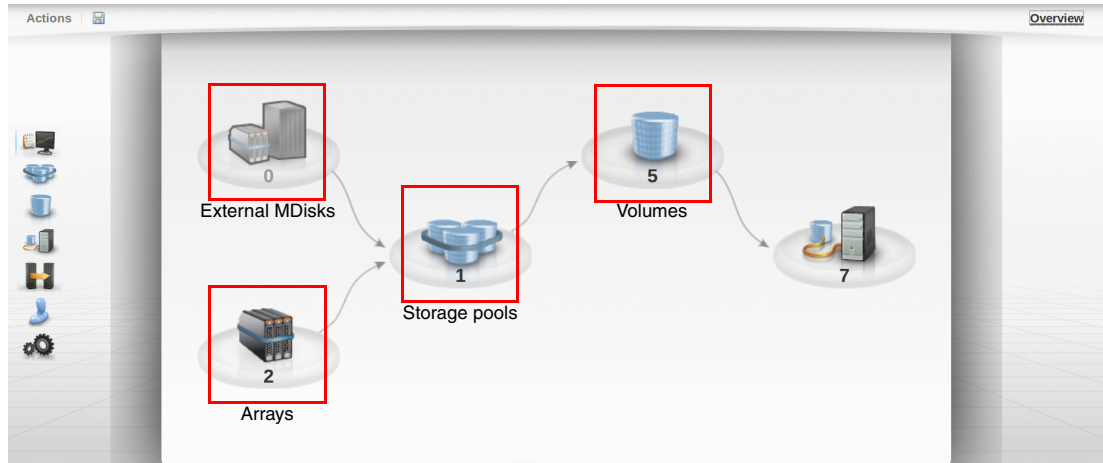 Actions
Overview
0
External MDisks
5
Volumes
1
Storage pools
7
2
Arrays